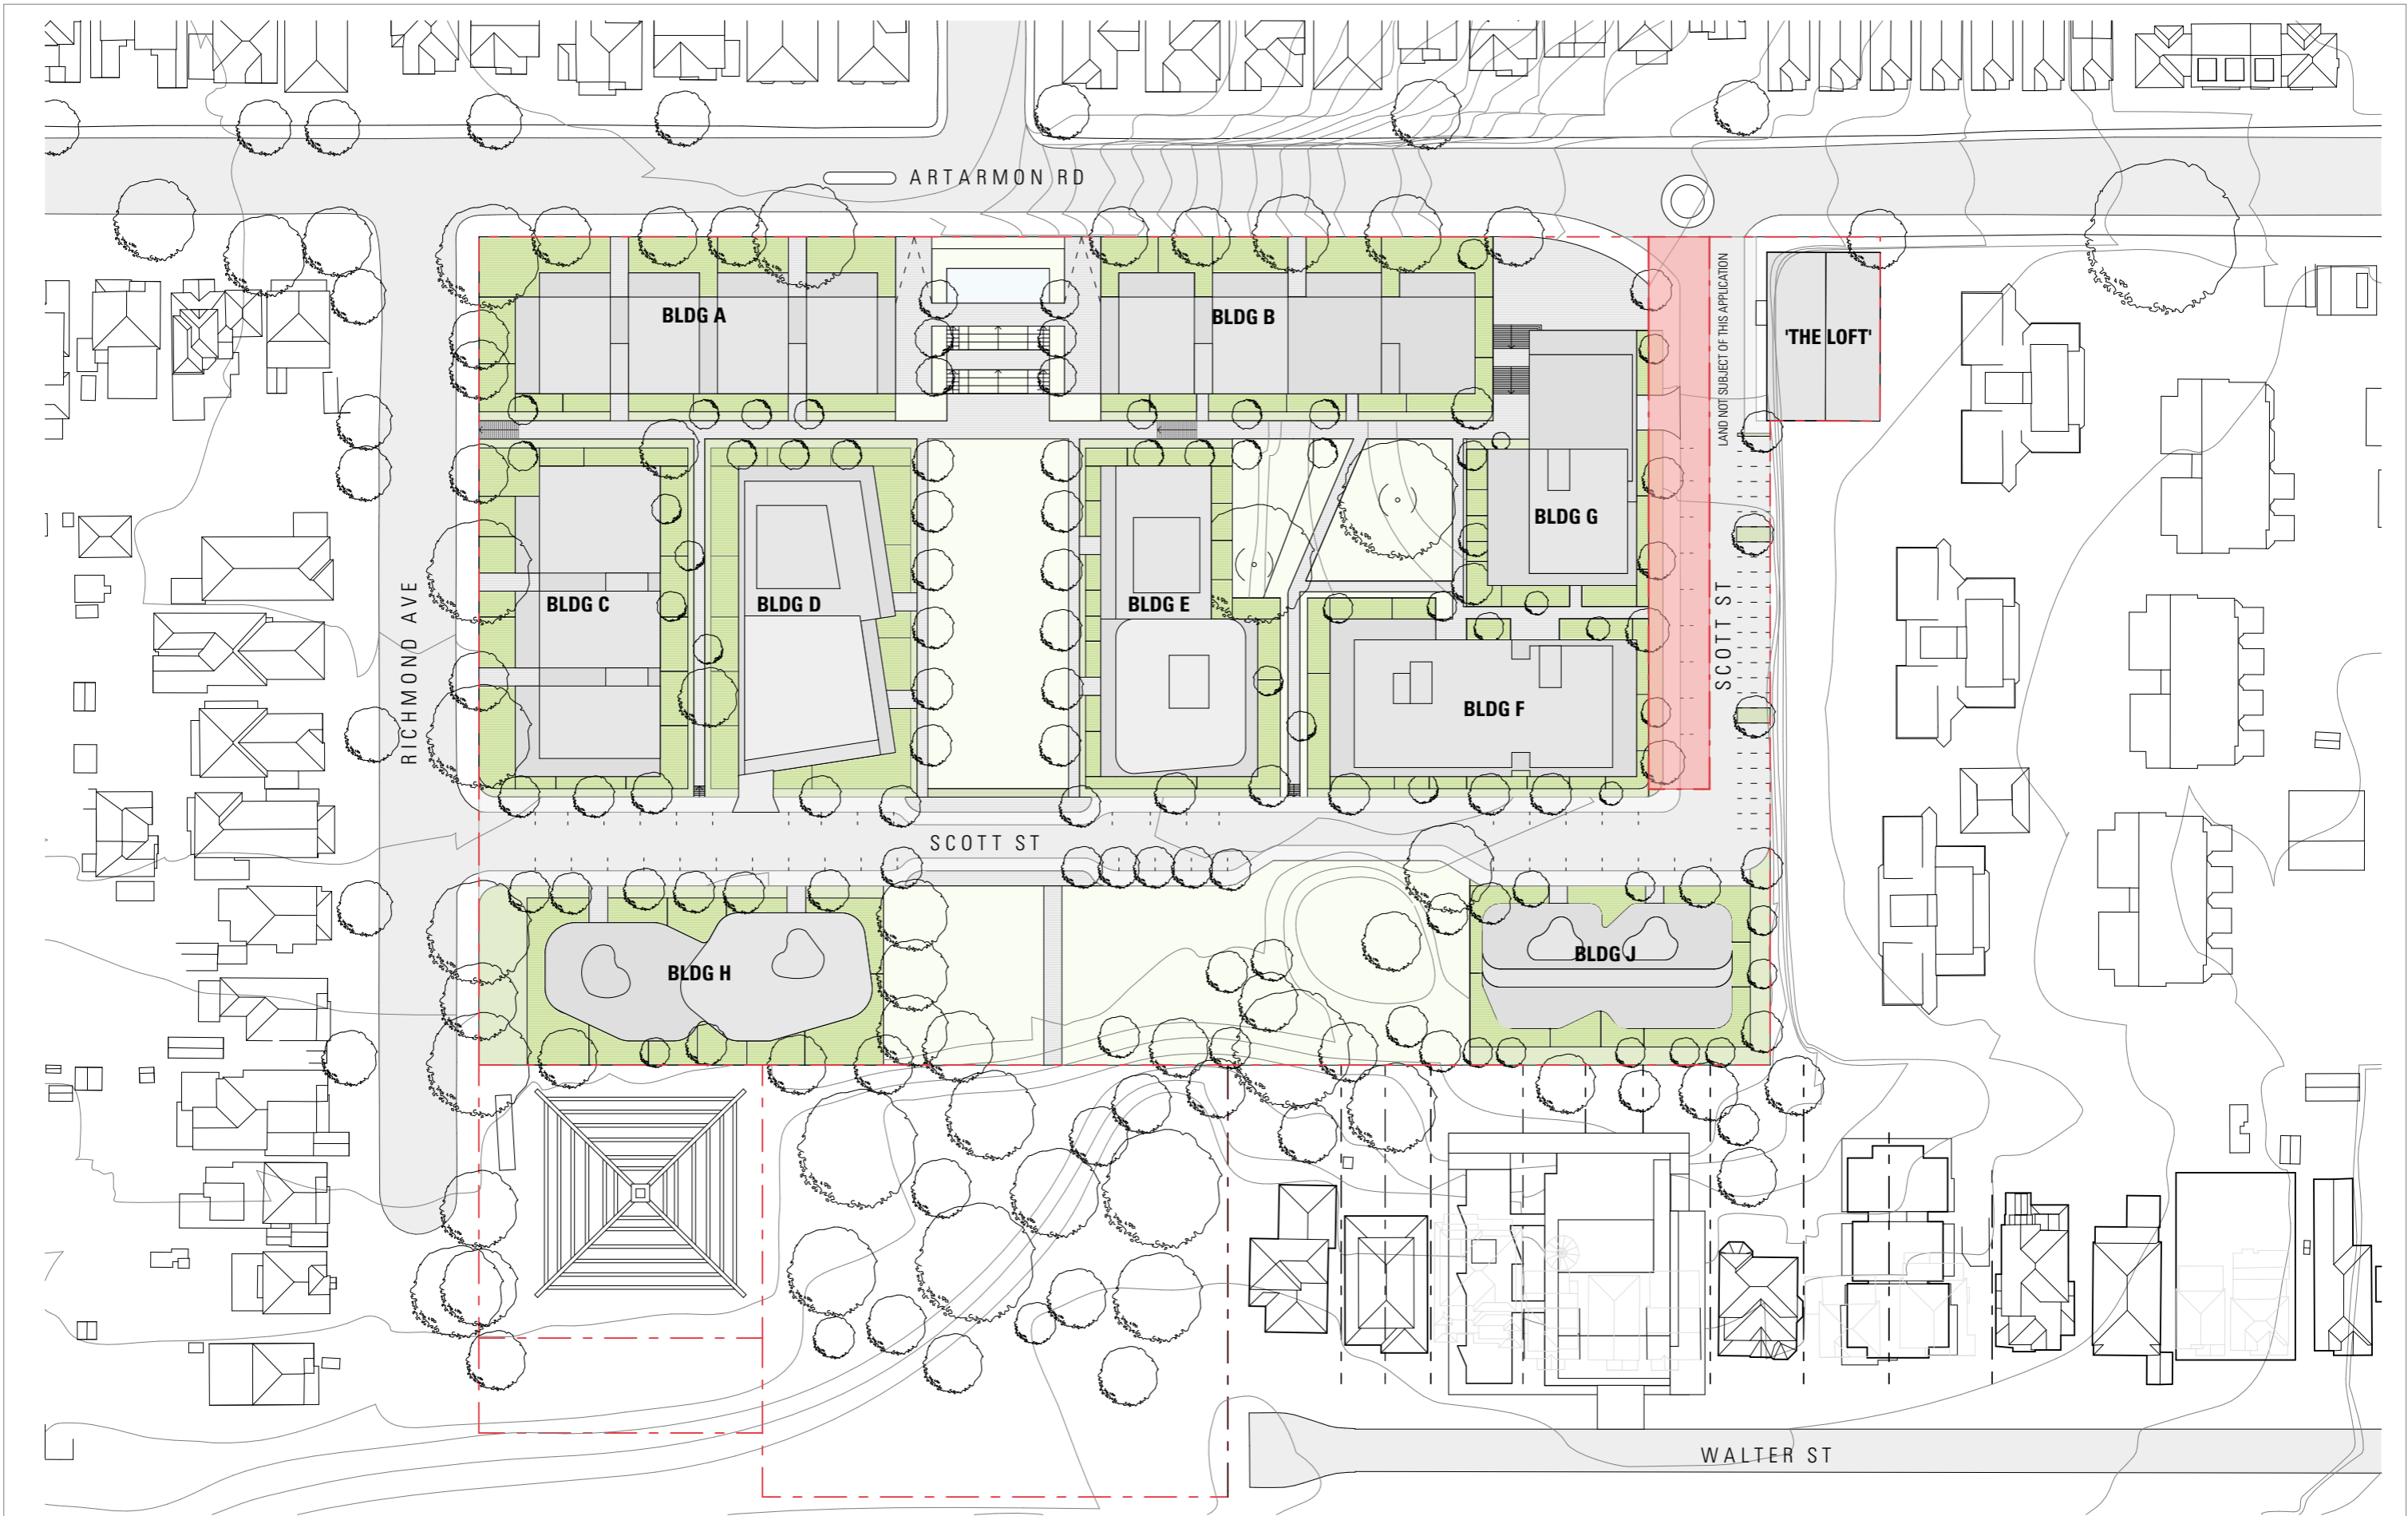 ARTARMON RD
BLDG A
BLDG B
'THE LOFT'
LAND NOT SUBJECT OF THIS APPLICATION
BLDG G
RICHMOND AVE
BLDG C
BLDG D
BLDG E
SCOTT ST
BLDG F
SCOTT ST
BLDG H
BLDG J
WALTER ST